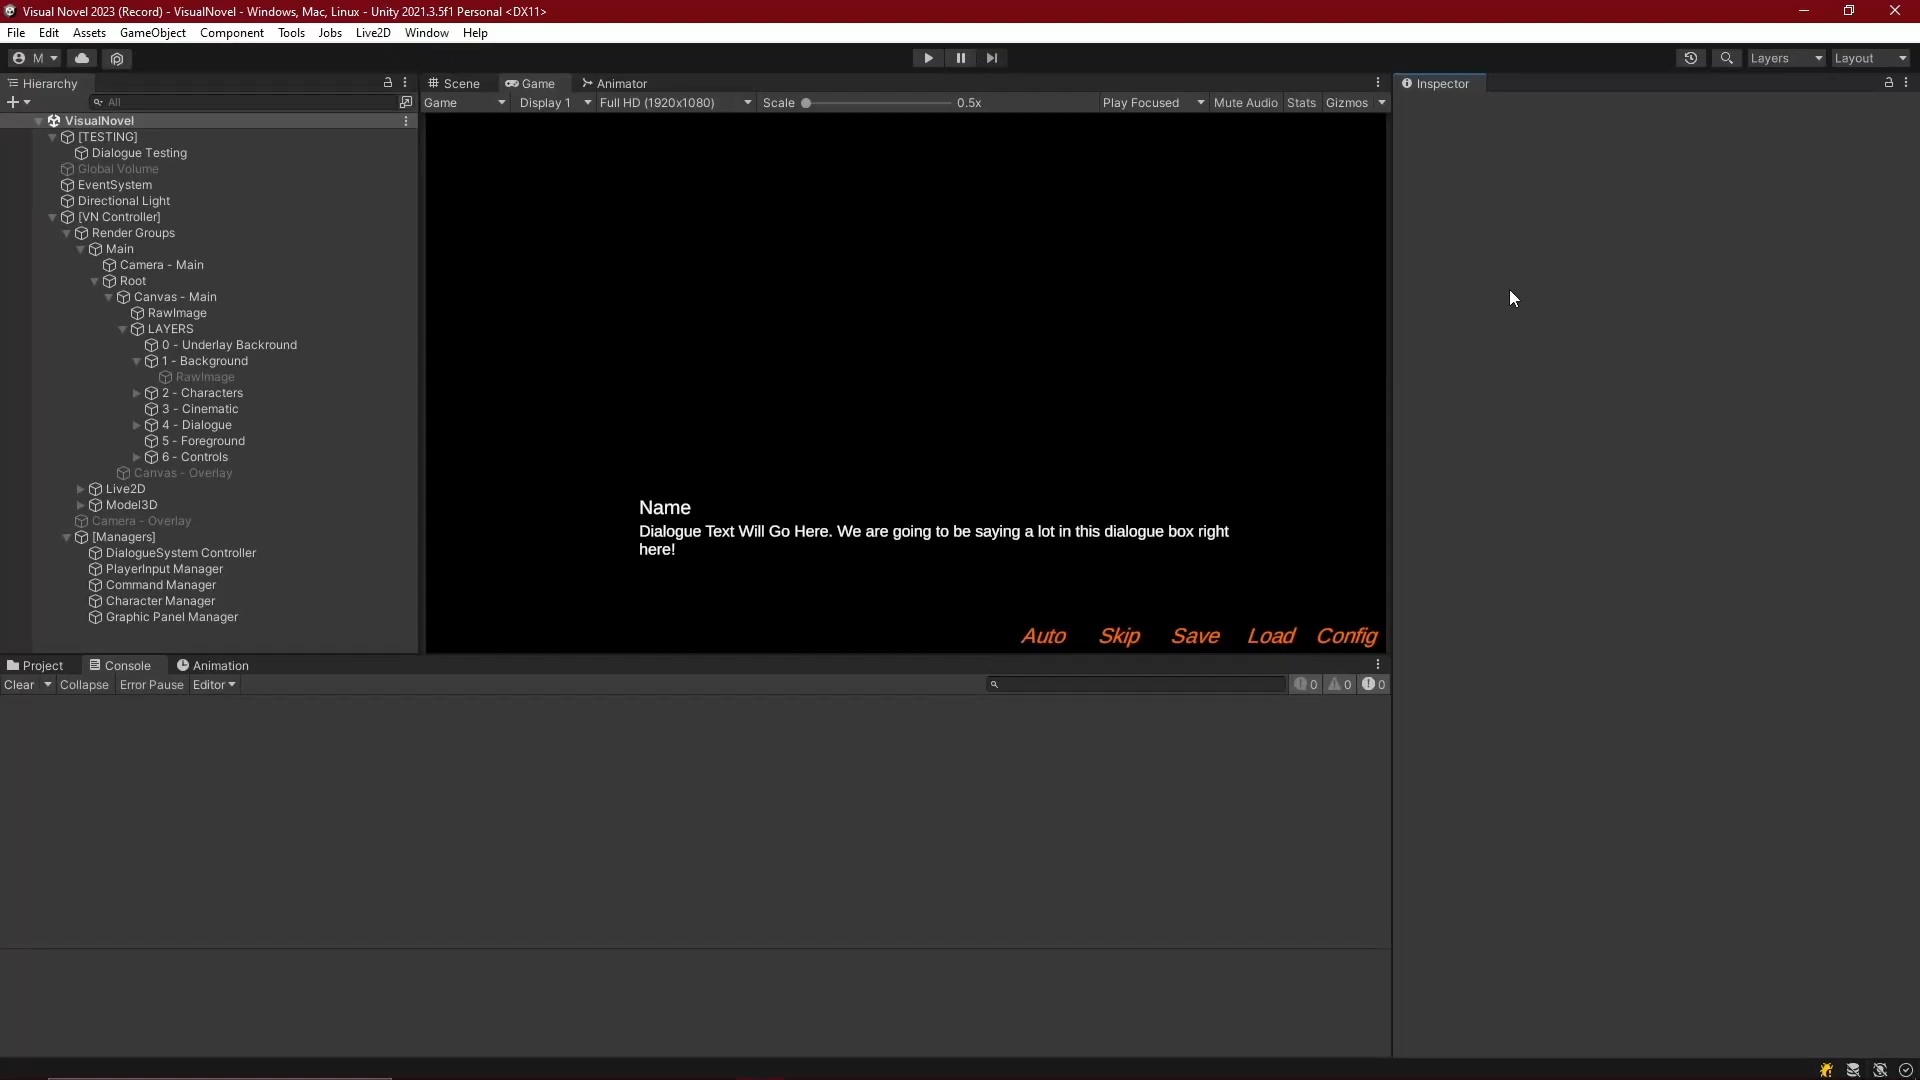 Visual Novel 2023 (Record) - VisualNovel - Windows, Mac, Linux - Unity 2021.3.5f1 Personal <DX11>
File Edit Assets GameObject Component Tools Jobs Live2D Window Help
M Layers Layout
Hierarchy
All
VisualNovel
[TESTING]
Dialogue Testing
Global Volume
EventSystem
Directional Light
[VN Controller]
Render Groups
Main
Camera - Main
Root
Canvas - Main
RawImage
LAYERS
0 - Underlay Backround
1 - Background
RawImage
2 - Characters
3 - Cinematic
4 - Dialogue
5 - Foreground
6 - Controls
Canvas - Overlay
Live2D
Model3D
Camera - Overlay
[Managers]
DialogueSystem Controller
PlayerInput Manager
Command Manager
Character Manager
Graphic Panel Manager
Scene Game Animator
Game Display 1 Full HD (1920x1080) Scale 0.5x Play Focused Mute Audio Stats Gizmos
Name
Dialogue Text Will Go Here. We are going to be saying a lot in this dialogue box right
here!
Auto Skip Save Load Config
Inspector
Project Console Animation
Clear Collapse Error Pause Editor 0 0 0